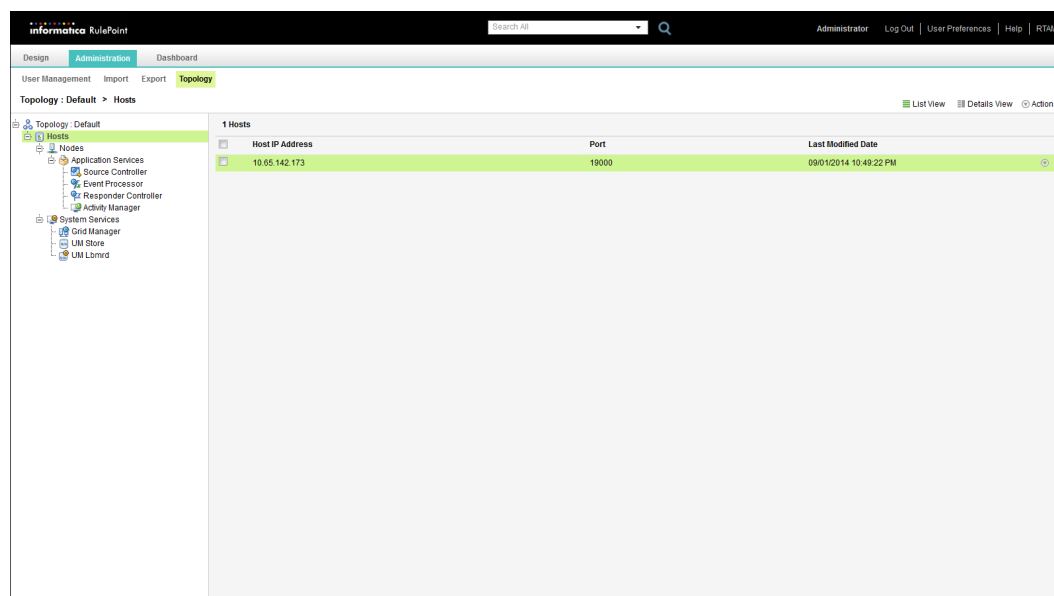 informatica RulePoint
Search All
Administrator Log Out | User Preferences | Help | RTAM
Design Administration Dashboard
User Management Import Export Topology
Topology : Default > Hosts
List View Details View Action
Topology : Default
Hosts
Nodes
Application Services
Source Controller
Event Processor
Responder Controller
Activity Manager
System Services
Grid Manager
UM Store
UM Lbmrd
1 Hosts
Host IP Address Port Last Modified Date
10.65.142.173 19000 09/01/2014 10:49:22 PM